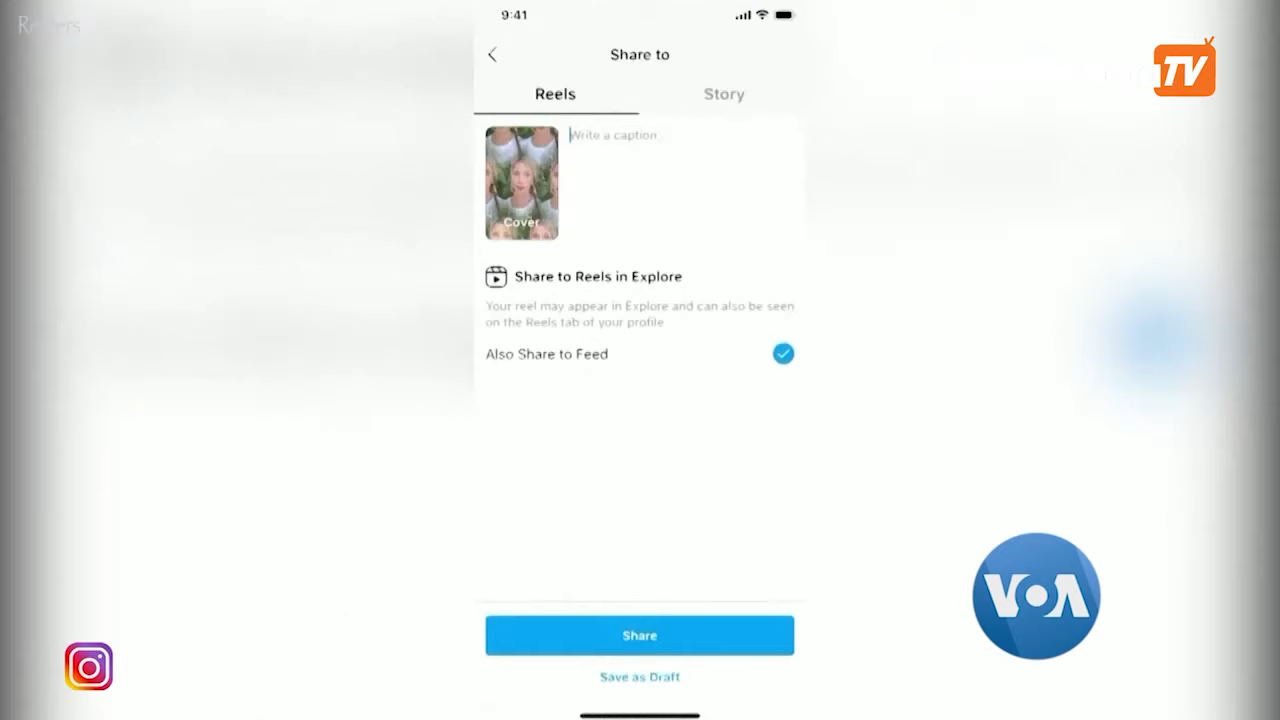 Reuters
9:41
Share to
TV
Reels
Story
Write a caption
Cover
Share to Reels in Explore
Your reel may appear in Explore and can also be seen
on the Reels tab of your profile
Also Share to Feed
VOA
Share
Save as Draft